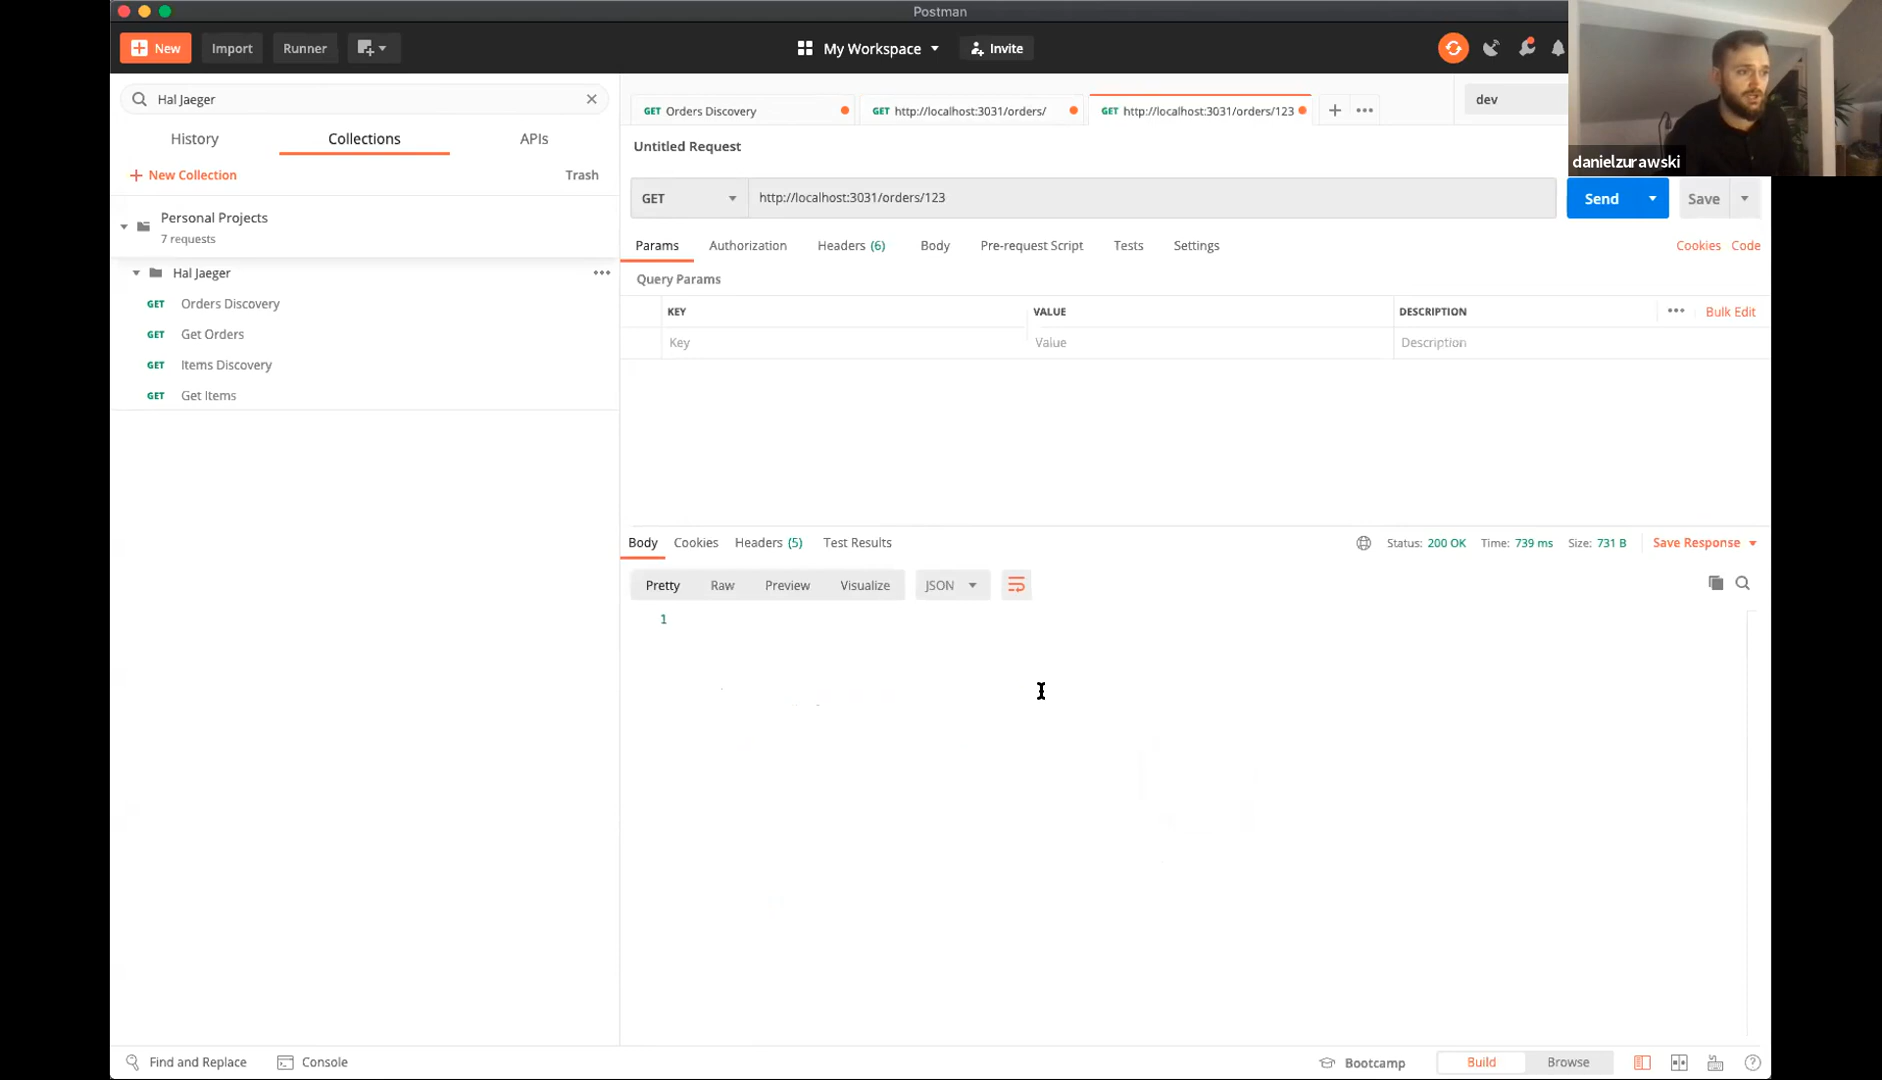 Postman
New
Import
Runner
My Workspace
Invite
danielzurawski
Hal Jaeger
History
Collections
APIs
New Collection
Trash
Personal Projects
7 requests
Hal Jaeger
GET Orders Discovery
GET Get Orders
GET Items Discovery
GET Get Items
GET Orders Discovery
GET http://localhost:3031/orders/
GET http://localhost:3031/orders/123
dev
Untitled Request
GET
http://localhost:3031/orders/123
Send
Save
Params
Authorization
Headers (6)
Body
Pre-request Script
Tests
Settings
Cookies
Code
Query Params
KEY
VALUE
DESCRIPTION
Bulk Edit
Key
Value
Description
Body
Cookies
Headers (5)
Test Results
Status: 200 OK
Time: 739 ms
Size: 731 B
Save Response
Pretty
Raw
Preview
Visualize
JSON
1
Find and Replace
Console
Bootcamp
Build
Browse